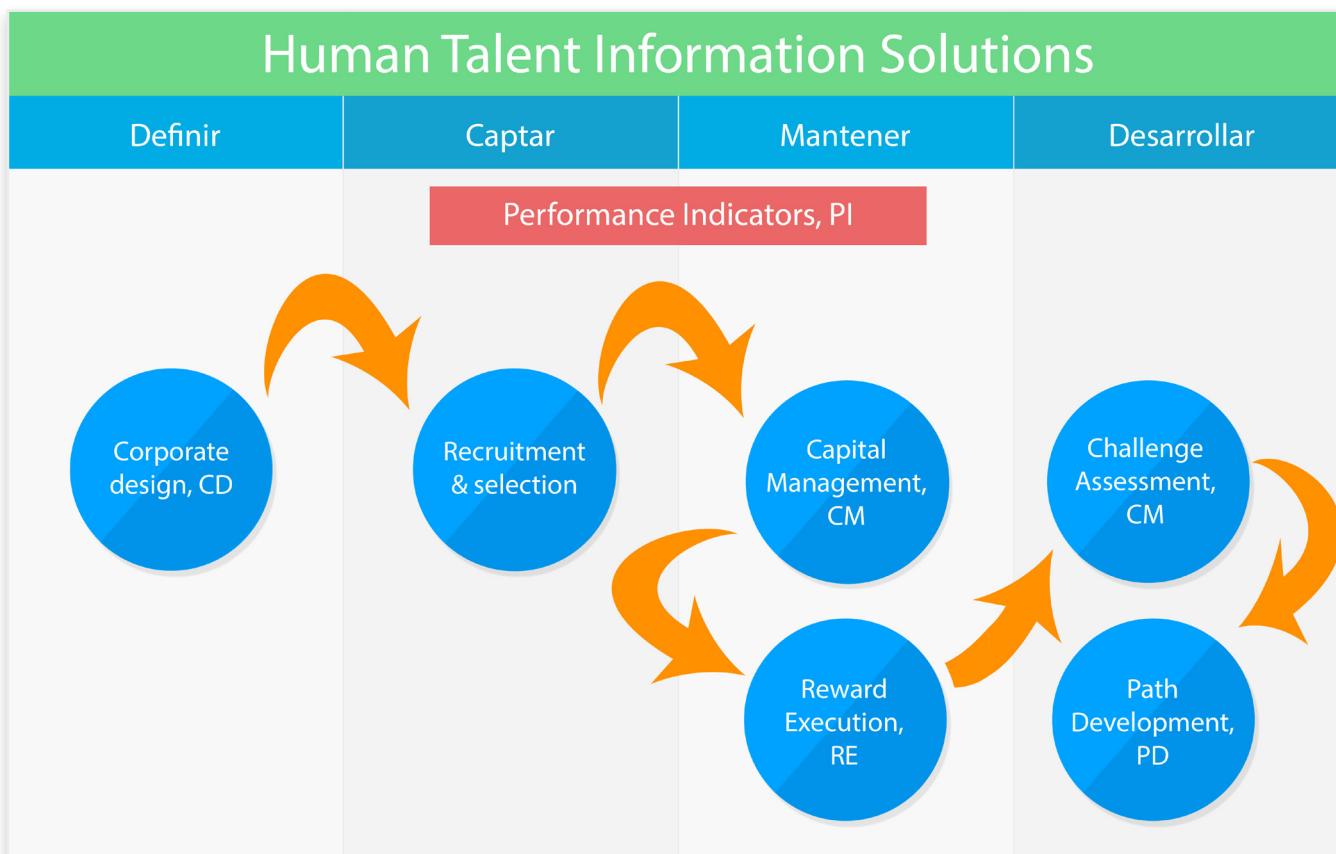 Human Talent Information Solutions
Definir
Captar
Mantener
Desarrollar
Performance Indicators, PI
Corporate
design, CD
Recruitment
& selection
Capital
Management,
CM
Reward
Execution,
RE
Challenge
Assessment,
CM
Path
Development,
PD